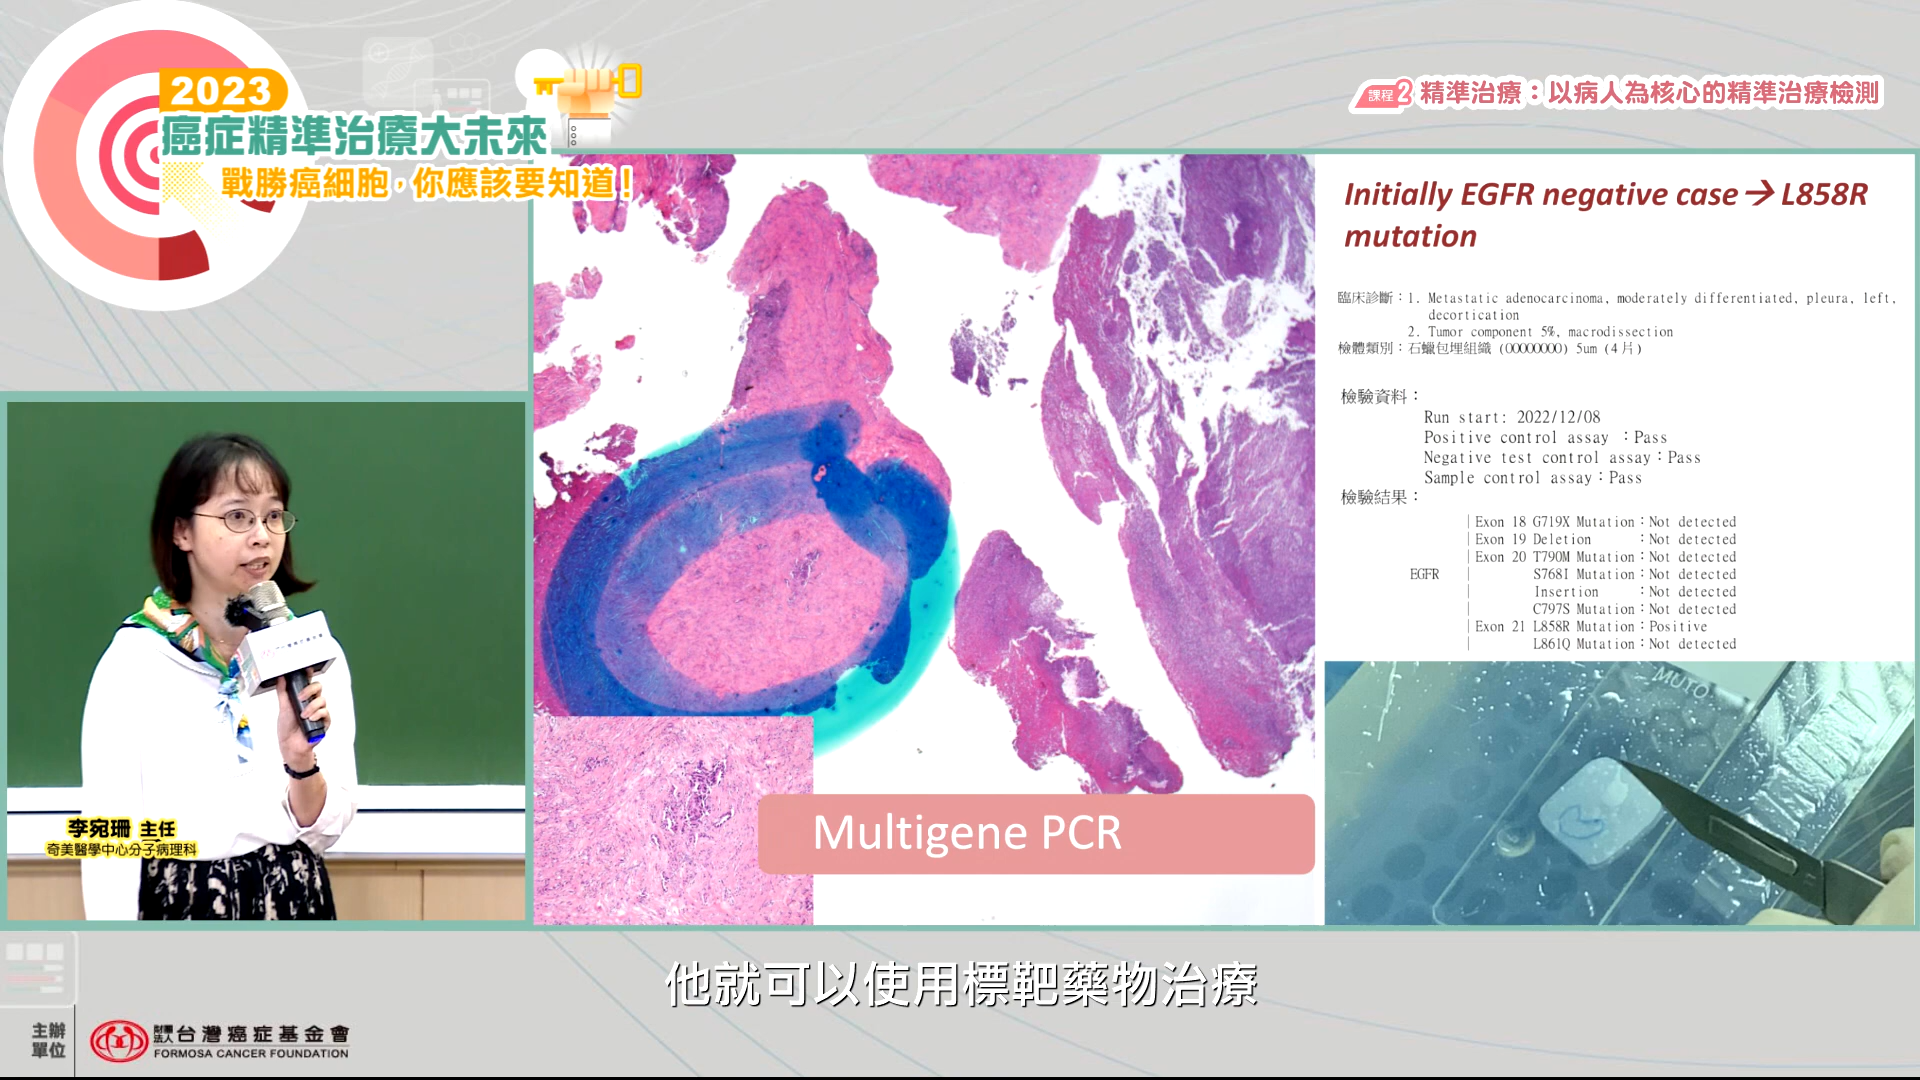 2023
癌症精準治療大未來
戰勝癌細胞,你應該要知道!
課程2 精準治療:以病人為核心的精準治療檢測
Initially EGFR negative case→L858R
mutation
臨床診斷:1. Metastatic adenocarcinoma, moderately differentiated, pleura, left,
decortication
2. Tumor component 5%, macrodissection
檢體類別:石蠟包埋組織 (00000000) 5um (4片)
檢驗資料:
Run start: 2022/12/08
Positive control assay :Pass
Negative test control assay:Pass
Sample control assay:Pass
檢驗結果:
|Exon 18 G719X Mutation:Not detected
|Exon 19 Deletion :Not detected
|Exon 20 T790M Mutation:Not detected
EGFR | S768I Mutation:Not detected
| Insertion :Not detected
| C797S Mutation:Not detected
|Exon 21 L858R Mutation:Positive
| L861Q Mutation:Not detected
MUTO
Multigene PCR
李宛珊 主任
奇美醫學中心分子病理科
他就可以使用標靶藥物治療
主辦
單位
財團
法人 台灣癌症基金會
FORMOSA CANCER FOUNDATION